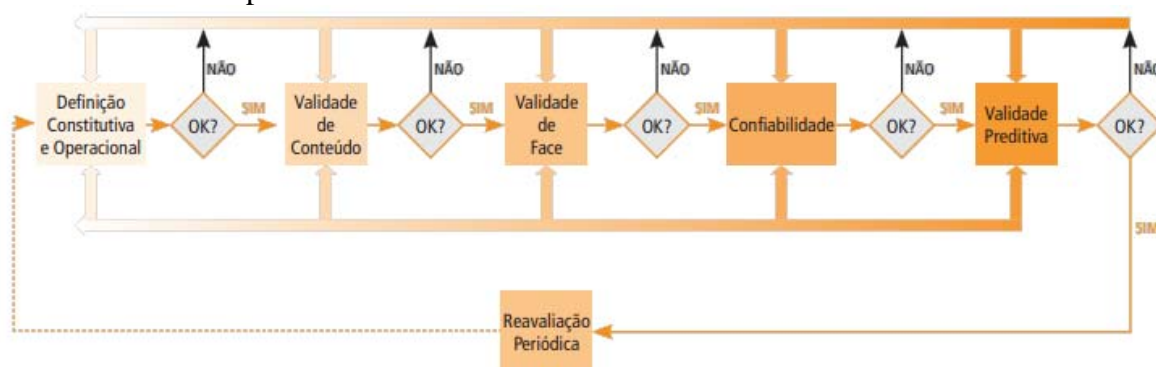 NÃO
NÃO
NÃO
NÃO
NÃO
Definição
Constitutiva
e Operacional
OK?
SIM
Validade
de
Conteúdo
OK?
SIM
Validade
de
Face
OK?
SIM
Confiabilidade
OK?
SIM
Validade
Preditiva
OK?
SIM
Reavaliação
Periódica